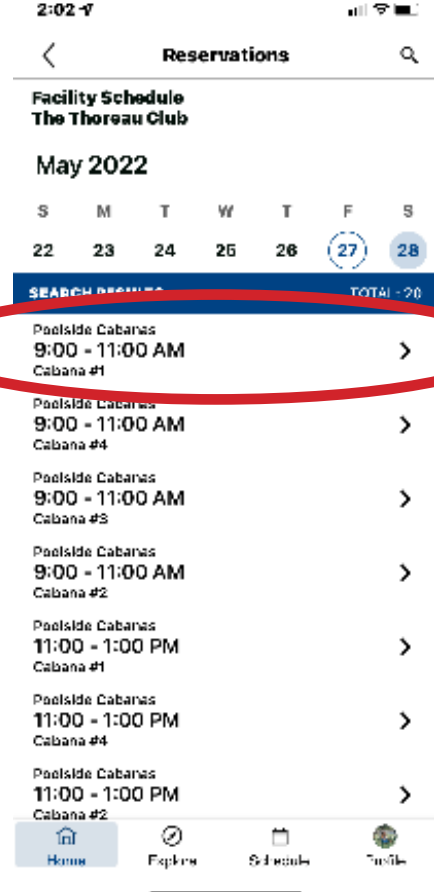 2:02
Reservations
Facility Schedule
The Thoreau Club
May 2022
S M T W T F S
22 23 24 25 26 27 28
SEARCH RESULTS TOTAL - 20
Poolside Cabanas
9:00 - 11:00 AM
Cabana #1
Poolside Cabanas
9:00 - 11:00 AM
Cabana #4
Poolside Cabanas
9:00 - 11:00 AM
Cabana #3
Poolside Cabanas
9:00 - 11:00 AM
Cabana #2
Poolside Cabanas
11:00 - 1:00 PM
Cabana #1
Poolside Cabanas
11:00 - 1:00 PM
Cabana #4
Poolside Cabanas
11:00 - 1:00 PM
Cabana #2
Home Explore Schedule Profile